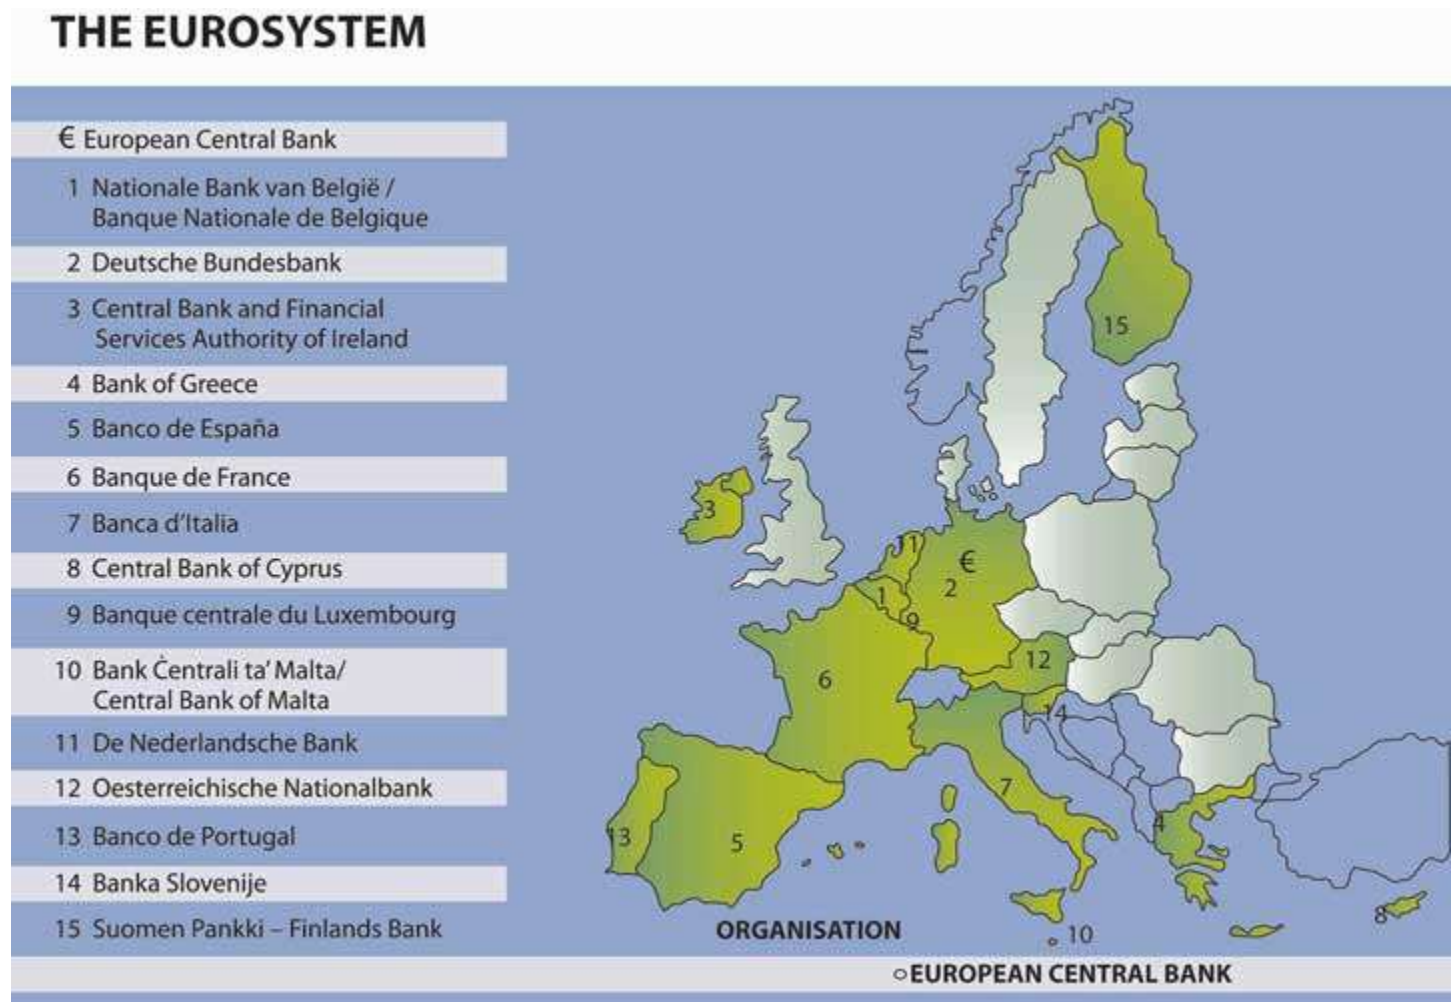 THE EUROSYSTEM
€ European Central Bank
1 Nationale Bank van België /
Banque Nationale de Belgique
2 Deutsche Bundesbank
3 Central Bank and Financial
Services Authority of Ireland
4 Bank of Greece
5 Banco de España
6 Banque de France
7 Banca d'Italia
8 Central Bank of Cyprus
9 Banque centrale du Luxembourg
10 Bank Ċentrali ta' Malta/
Central Bank of Malta
11 De Nederlandsche Bank
12 Oesterreichische Nationalbank
13 Banco de Portugal
14 Banka Slovenije
15 Suomen Pankki – Finlands Bank
15
3
11
€
1
2
9
12
6
14
7
4
13
5
8
10
ORGANISATION
EUROPEAN CENTRAL BANK